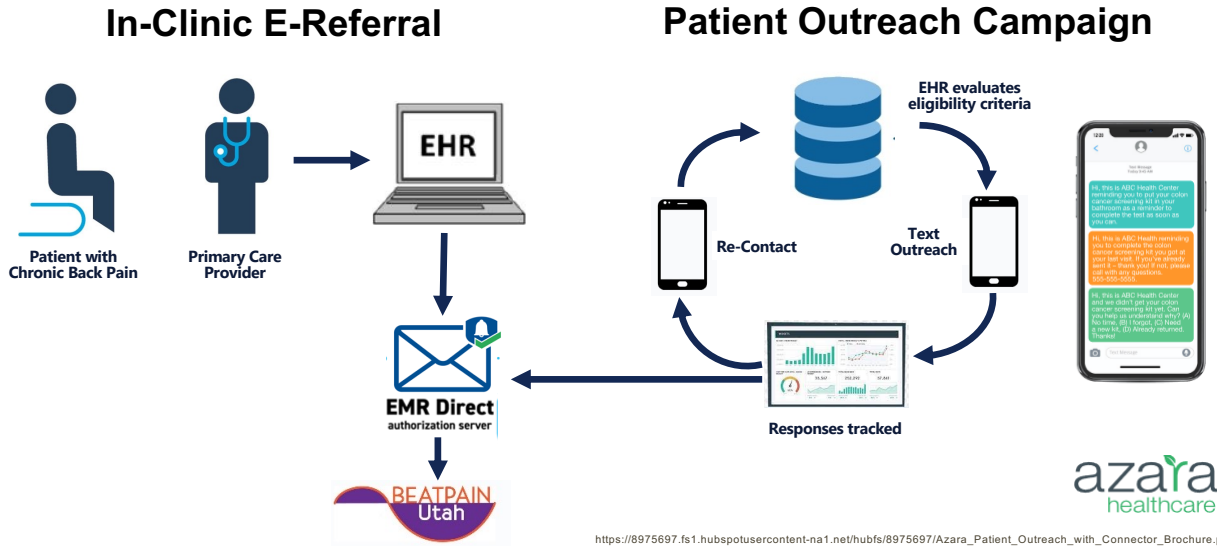 In-Clinic E-Referral
Patient Outreach Campaign
Patient with
Chronic Back Pain
Primary Care
Provider
EHR
EMR Direct
authorization server
BEATPAIN
Utah
EHR evaluates
eligibility criteria
Re-Contact
Text
Outreach
Responses tracked
Hi, this is ABC Health Center
reminding you to put your colon
cancer screening kit in your
bathroom as a reminder to
complete the test as soon as
you can.
Hi, this is ABC Health reminding
you to complete the colon
cancer screening kit you got at
your last visit. If you've already
sent it – thank you! If not, please
call with any questions.
555-555-5555.
Hi, this is ABC Health Center
and we didn't get your colon
cancer screening kit yet. Can
you help us understand why? (A)
No time, (B) I forgot, (C) Need
a new kit, (D) Already returned.
Thanks!
Text Message
azara
healthcare
https://8975697.fs1.hubspotusercontent-na1.net/hubfs/8975697/Azara_Patient_Outreach_with_Connector_Brochure.p